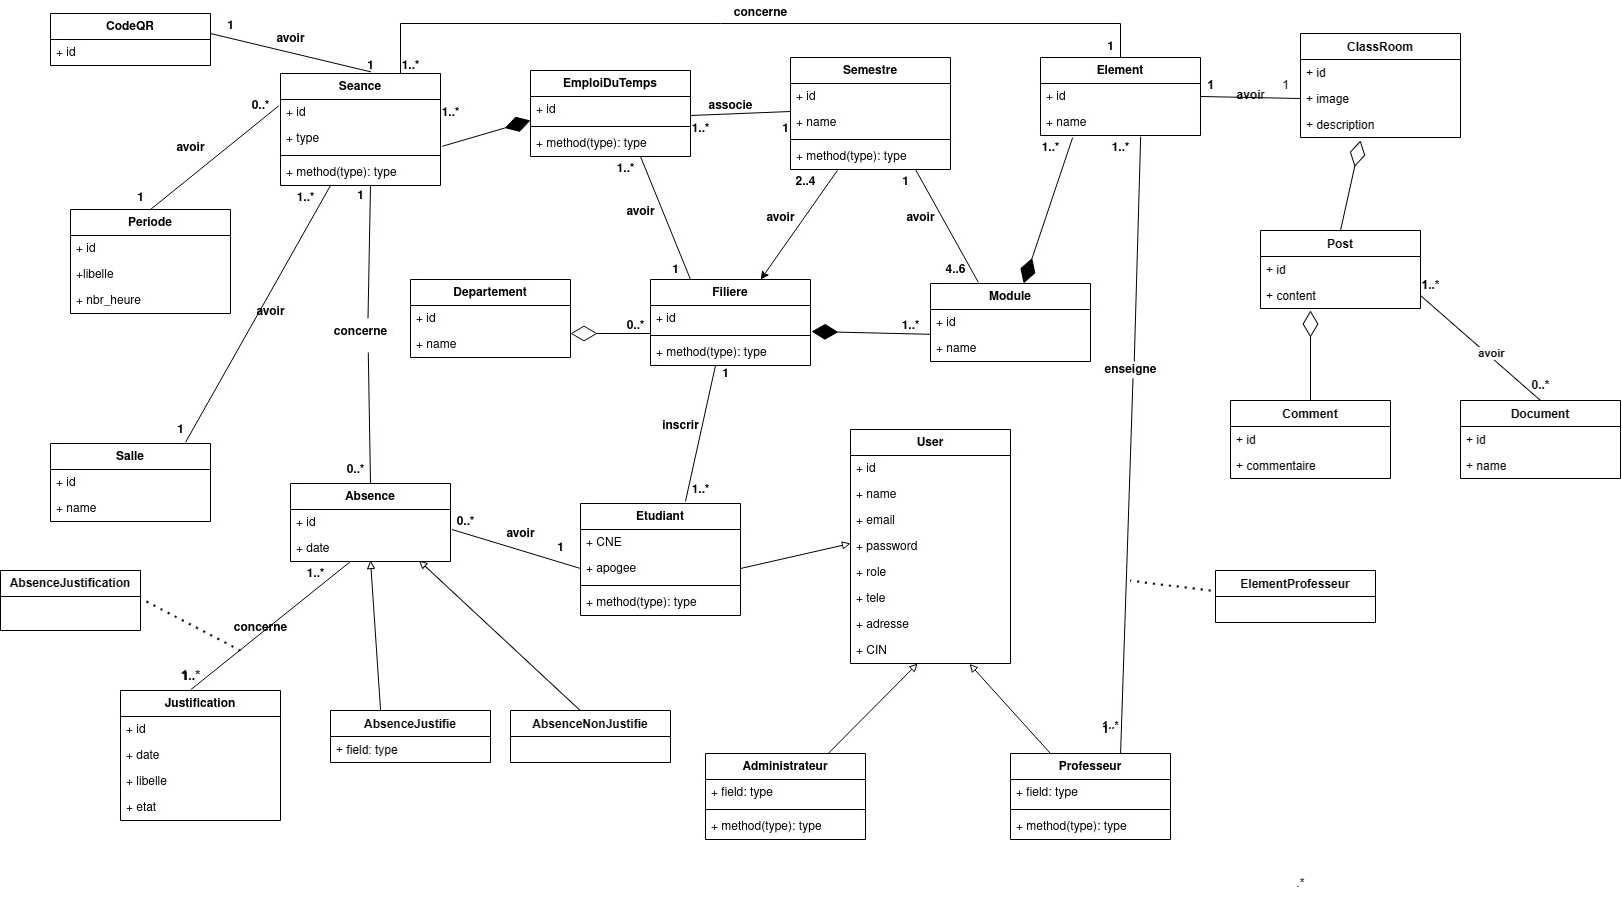 concerne
CodeQR
+ id
1
avoir
1
1..*
1
Seance
+ id
+ type
+ method(type): type
0..*
1..*
avoir
1
EmploiDuTemps
+ id
+ method(type): type
associe
1..*
1
Semestre
+ id
+ name
+ method(type): type
Element
+ id
+ name
1
avoir
1
ClassRoom
+ id
+ image
+ description
1..*
1..*
1..*
1
1..*
2..4
1
Periode
+ id
+libelle
+ nbr_heure
avoir
avoir
avoir
Post
+ id
+ content
1..*
1
4..6
Departement
+ id
+ name
0..*
Filiere
+ id
+ method(type): type
1..*
Module
+ id
+ name
avoir
concerne
enseigne
avoir
0..*
1
inscrir
1..*
Comment
+ id
+ commentaire
Document
+ id
+ name
1
Salle
+ id
+ name
0..*
Absence
+ id
+ date
0..*
avoir
1
Etudiant
+ CNE
+ apogee
+ method(type): type
User
+ id
+ name
+ email
+ password
+ role
+ tele
+ adresse
+ CIN
AbsenceJustification
1..*
concerne
ElementProfesseur
1..*
Justification
+ id
+ date
+ libelle
+ etat
AbsenceJustifie
+ field: type
AbsenceNonJustifie
1..*
1
Administrateur
+ field: type
+ method(type): type
Professeur
+ field: type
+ method(type): type
.*